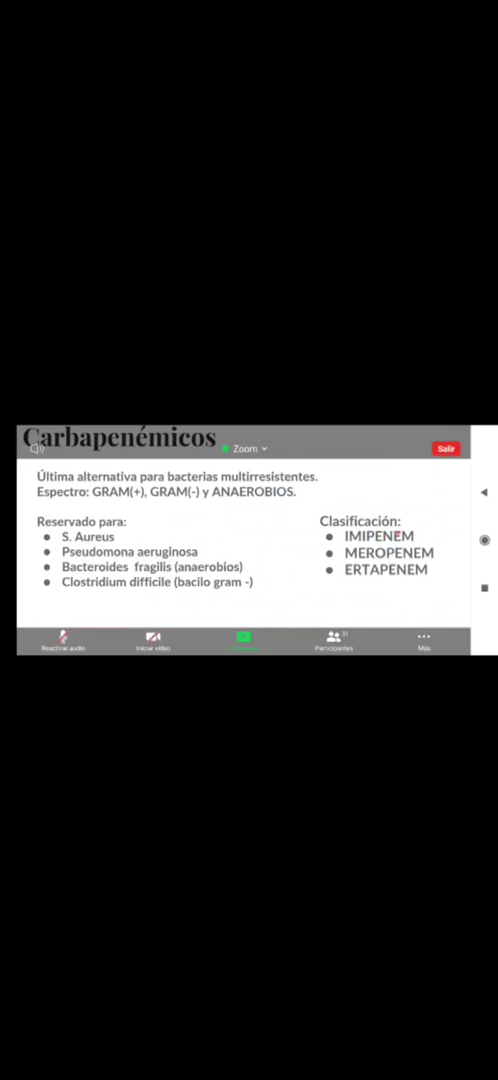 Carbapenémicos
Zoom
Salir
Última alternativa para bacterias multirresistentes.
Espectro: GRAM(+), GRAM(-) y ANAEROBIOS.
Reservado para:
S. Aureus
Pseudomona aeruginosa
Bacteroides fragilis (anaerobios)
Clostridium difficile (bacilo gram -)
Clasificación:
IMIPENEM
MEROPENEM
ERTAPENEM
Reactivar audio
Iniciar video
31
Participantes
Más